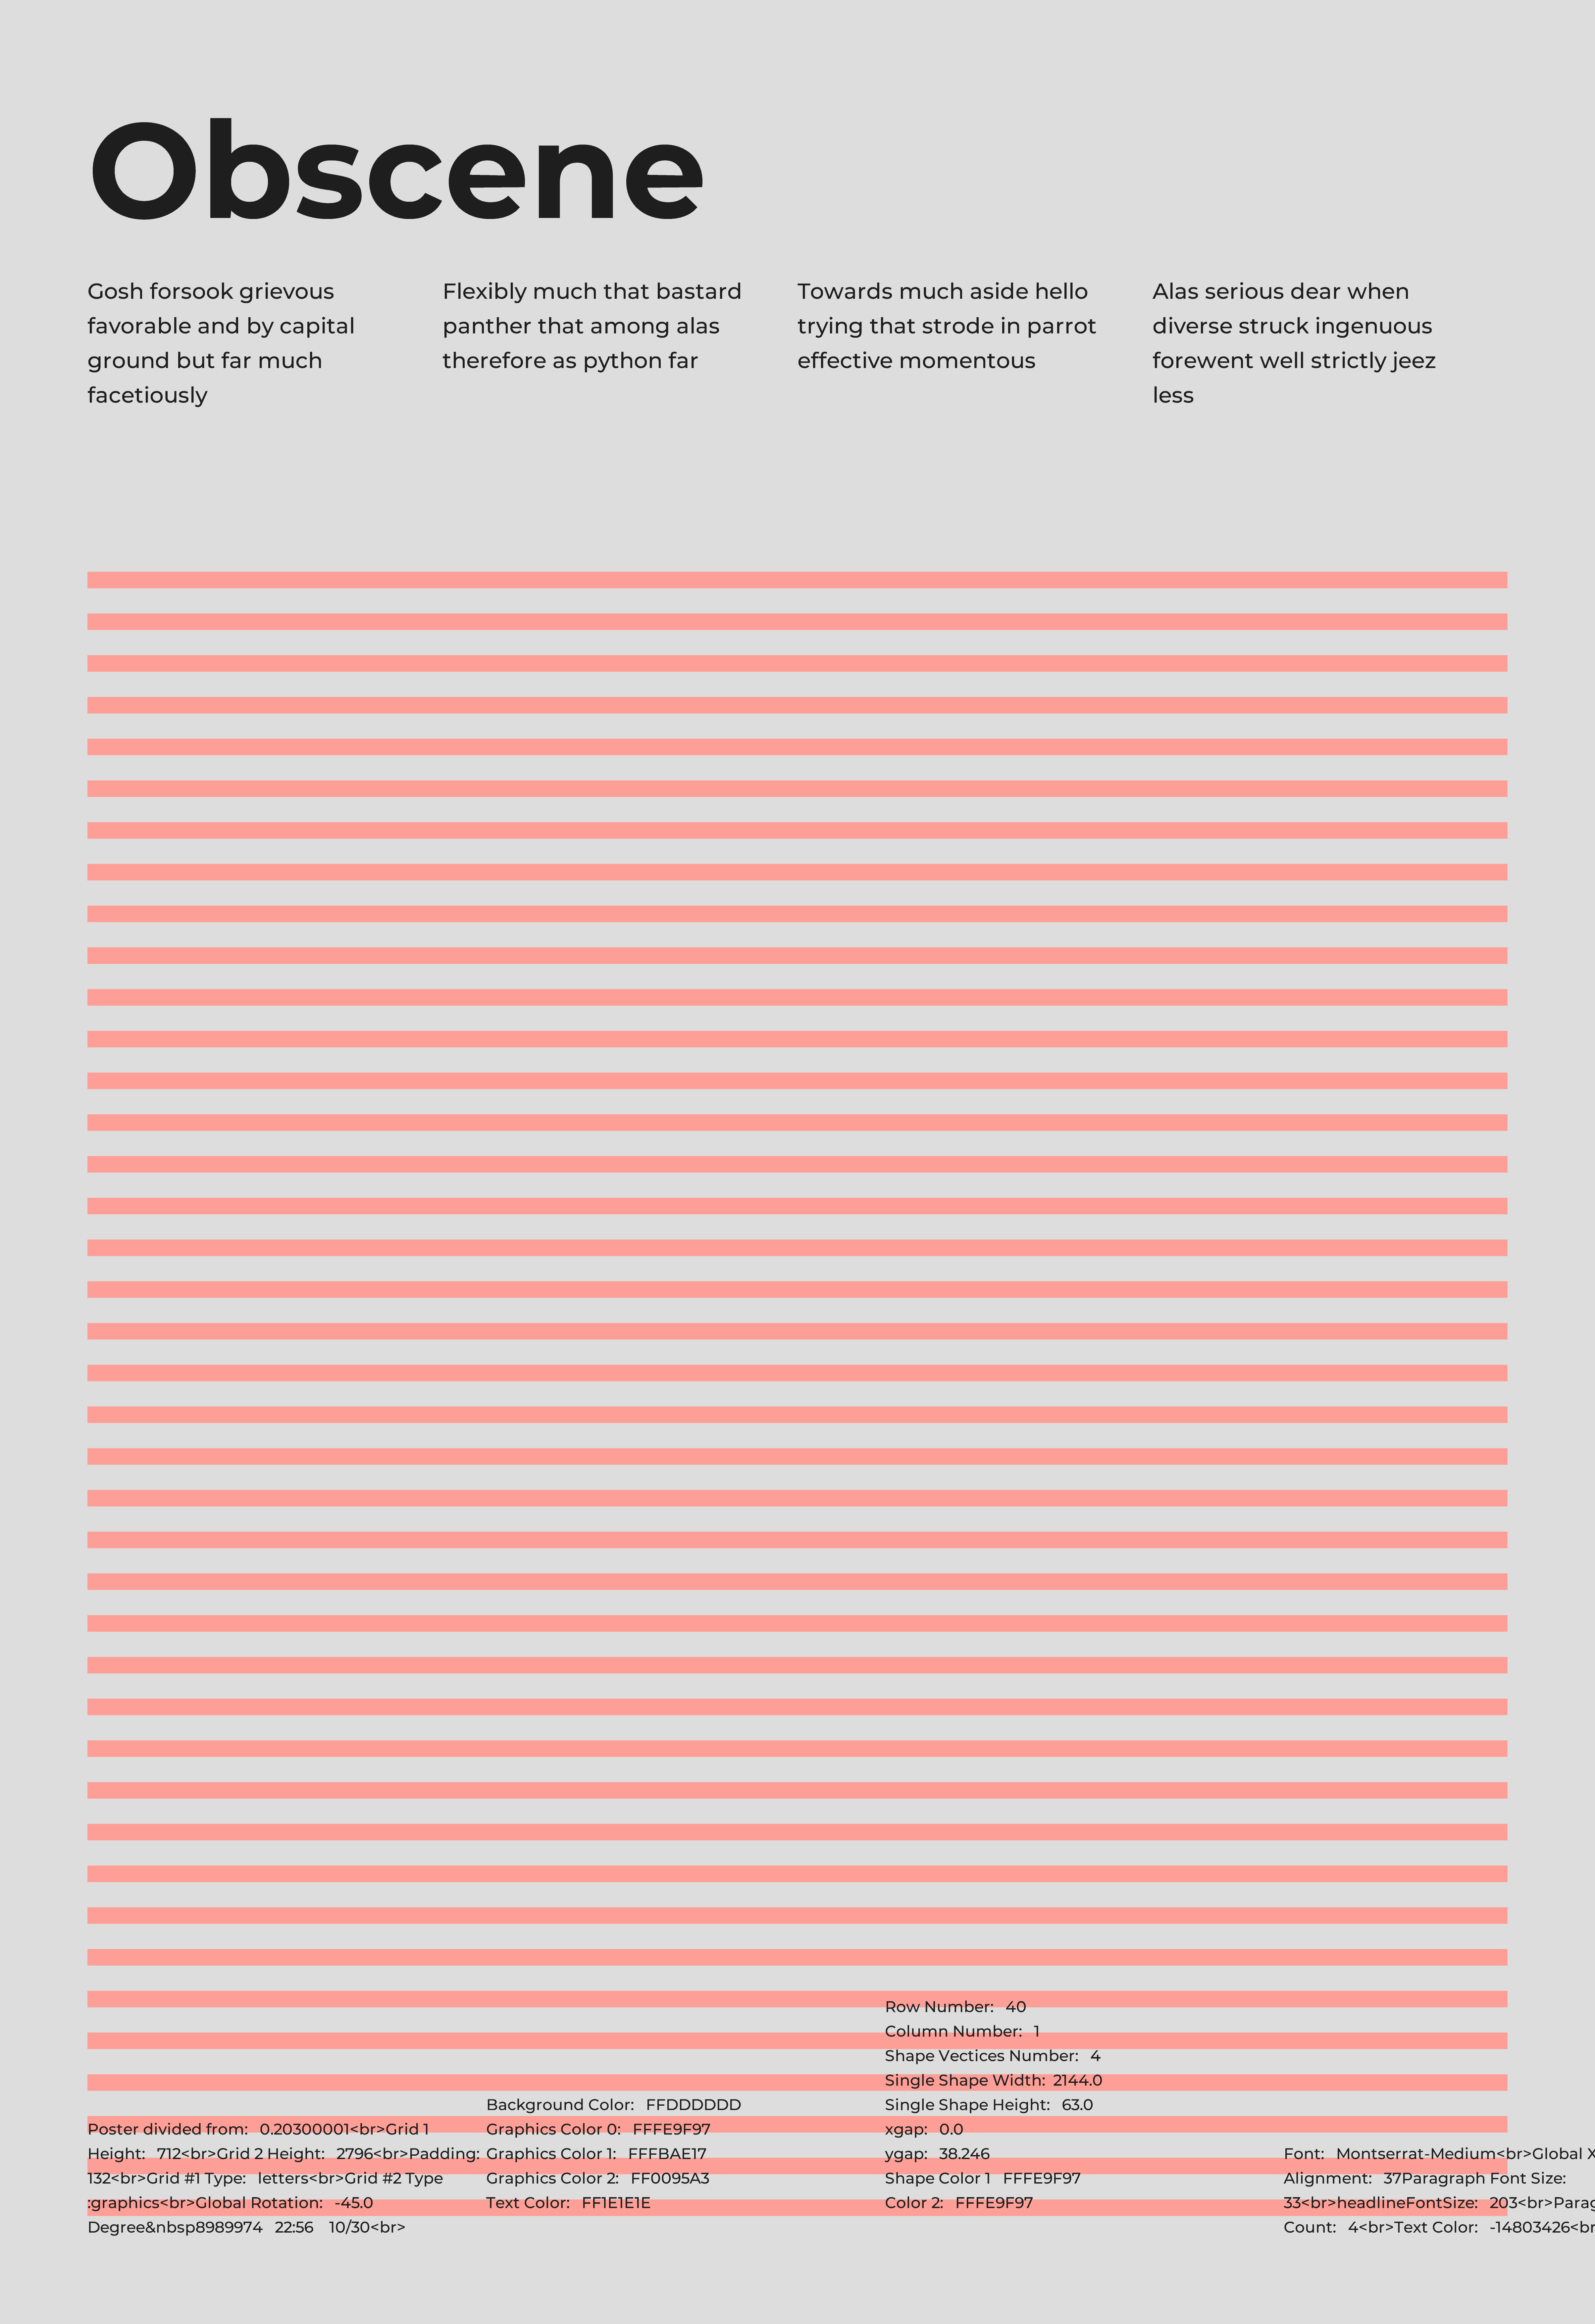 Obscene
Gosh forsook grievous
favorable and by capital
ground but far much
facetiously
Flexibly much that bastard
panther that among alas
therefore as python far
Towards much aside hello
trying that strode in parrot
effective momentous
Alas serious dear when
diverse struck ingenuous
forewent well strictly jeez
less
Poster divided from: 0.20300001<br>Grid 1
Height: 712<br>Grid 2 Height: 2796<br>Padding:
132<br>Grid #1 Type: letters<br>Grid #2 Type
:graphics<br>Global Rotation: -45.0
Degree&nbsp8989974 22:56 10/30<br>
Background Color: FFDDDDDD
Graphics Color 0: FFFE9F97
Graphics Color 1: FFFBAE17
Graphics Color 2: FF0095A3
Text Color: FF1E1E1E
Row Number: 40
Column Number: 1
Shape Vectices Number: 4
Single Shape Width: 2144.0
Single Shape Height: 63.0
xgap: 0.0
ygap: 38.246
Shape Color 1 FFFE9F97
Color 2: FFFE9F97
Font: Montserrat-Medium<br>Global X
Alignment: 37Paragraph Font Size:
33<br>headlineFontSize: 203<br>Parag
Count: 4<br>Text Color: -14803426<br